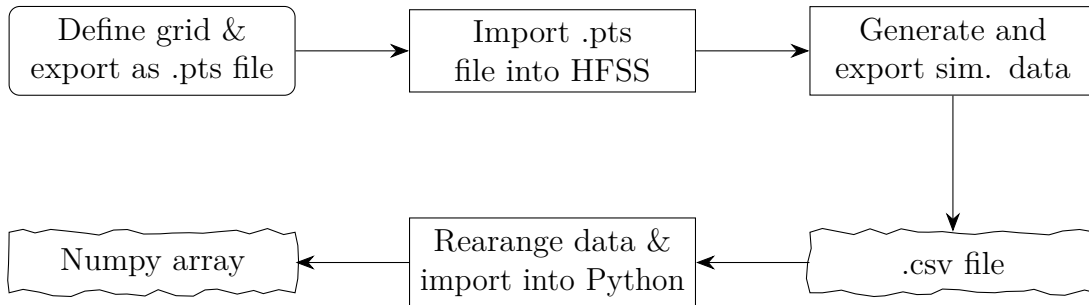 Define grid &
export as .pts file
Import .pts
file into HFSS
Generate and
export sim. data
Numpy array
Rearange data &
import into Python
.csv file